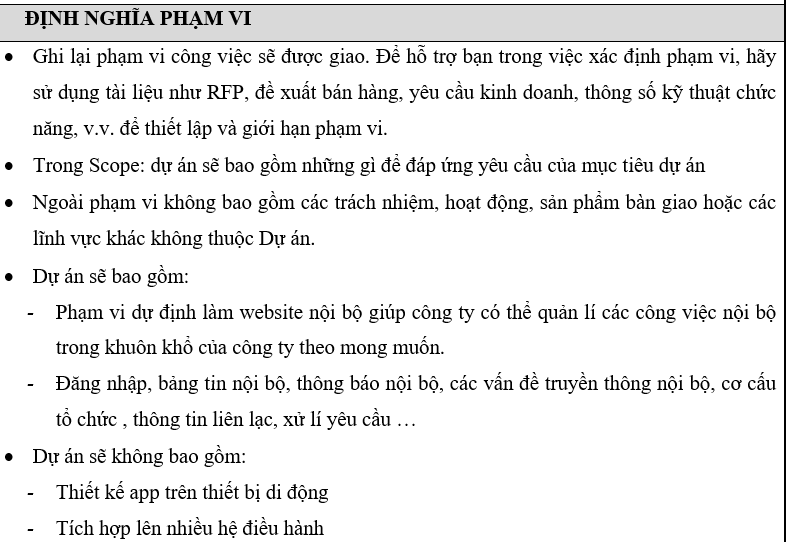 ĐỊNH NGHĨA PHẠM VI
• Ghi lại phạm vi công việc sẽ được giao. Để hỗ trợ bạn trong việc xác định phạm vi, hãy
sử dụng tài liệu như RFP, đề xuất bán hàng, yêu cầu kinh doanh, thông số kỹ thuật chức
năng, v.v. để thiết lập và giới hạn phạm vi.
• Trong Scope: dự án sẽ bao gồm những gì để đáp ứng yêu cầu của mục tiêu dự án
• Ngoài phạm vi không bao gồm các trách nhiệm, hoạt động, sản phẩm bàn giao hoặc các
lĩnh vực khác không thuộc Dự án.
• Dự án sẽ bao gồm:
- Phạm vi dự định làm website nội bộ giúp công ty có thể quản lí các công việc nội bộ
trong khuôn khổ của công ty theo mong muốn.
- Đăng nhập, bảng tin nội bộ, thông báo nội bộ, các vấn đề truyền thông nội bộ, cơ cấu
tổ chức , thông tin liên lạc, xử lí yêu cầu …
• Dự án sẽ không bao gồm:
- Thiết kế app trên thiết bị di động
- Tích hợp lên nhiều hệ điều hành